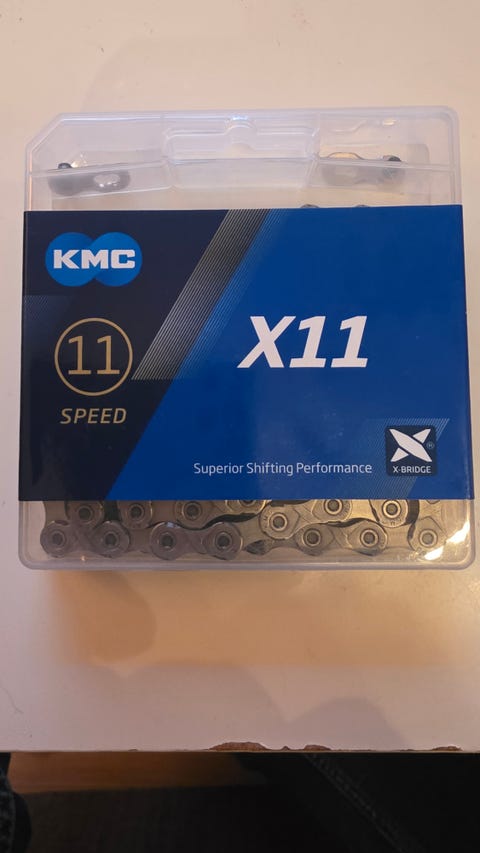 KMC
11
SPEED
X11
Superior Shifting Performance
X-BRIDGE